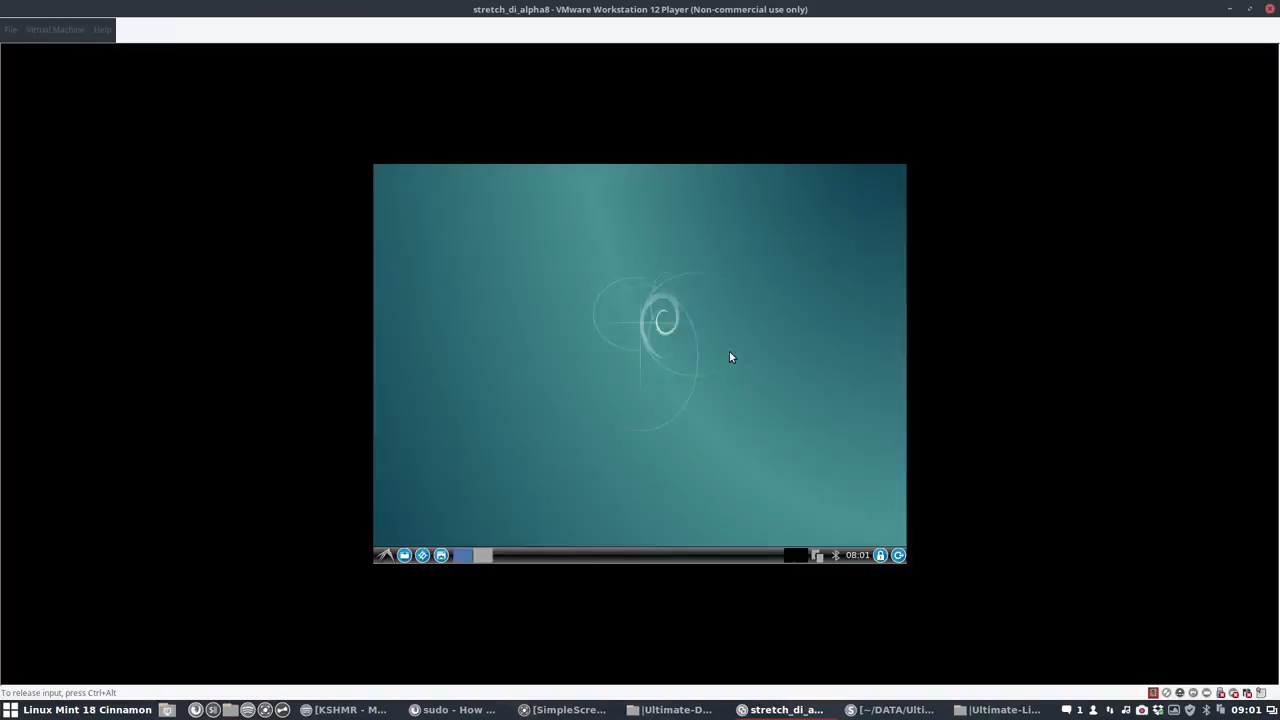 stretch_di_alpha8 - VMware Workstation 12 Player (Non-commercial use only)
File Virtual Machine Help
08:01
To release input, press Ctrl+Alt
Linux Mint 18 Cinnamon [KSHMR - M... sudo - How ... [SimpleScre... |Ultimate-D... stretch_di_a... [~/DATA/Ulti... |Ultimate-Li... 1 09:01